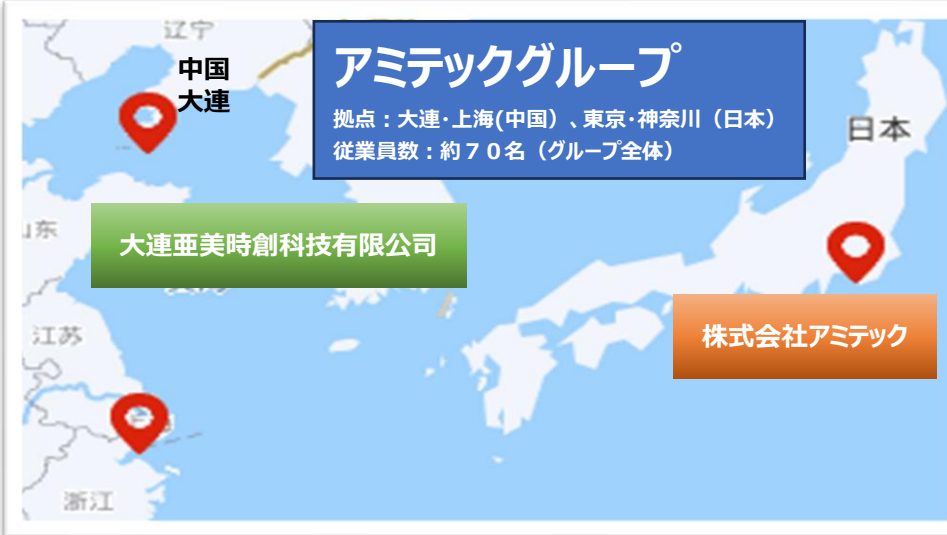 辽宁
中国
大連
アミテックグループ
拠点：大連･上海(中国）、東京･神奈川（日本）
従業員数：約７０名（グループ全体）
日本
东
大連亜美時創科技有限公司
江苏
株式会社アミテック
浙江